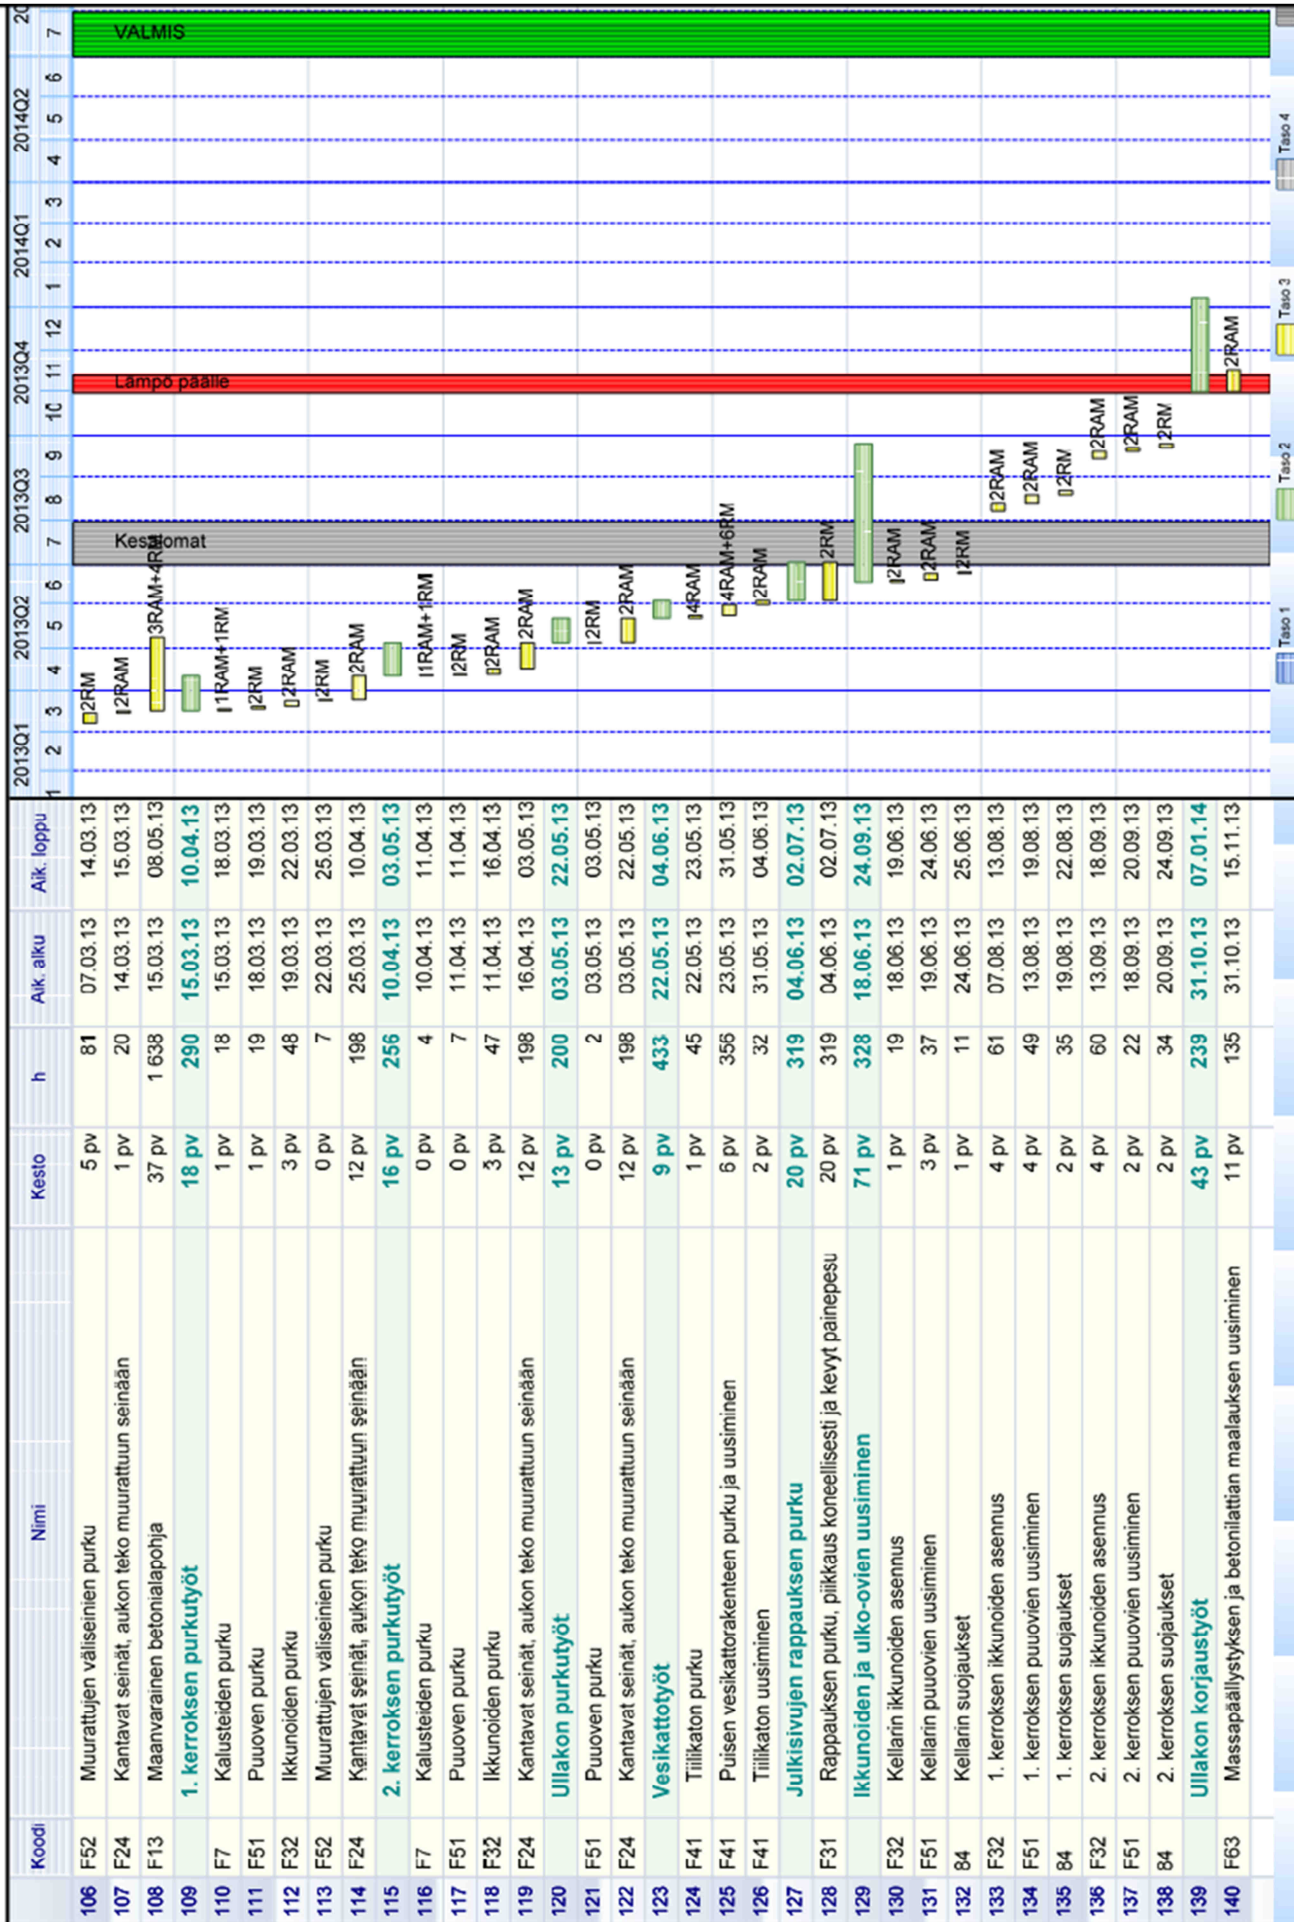 Koodi Nimi Kesto h Aik. alku Aik. loppu
2013Q1 2013Q2 2013Q3 2013Q4 2014Q1 2014Q2 20
1 2 3 4 5 6 7 8 9 10 11 12 1 2 3 4 5 6 7
Kesälomat
Lämpö päälle
VALMIS
106 F52 Muurattujen väliseinien purku 5 pv 81 07.03.13 14.03.13 2RM
107 F24 Kantavat seinät, aukon teko muurattuun seinään 1 pv 20 14.03.13 15.03.13 2RAM
108 F13 Maanvarainen betonialapohja 37 pv 1 638 15.03.13 08.05.13 3RAM+4RM
109 1. kerroksen purkutyöt 18 pv 290 15.03.13 10.04.13
110 F7 Kalusteiden purku 1 pv 18 15.03.13 18.03.13 1RAM+1RM
111 F51 Puuoven purku 1 pv 19 18.03.13 19.03.13 2RM
112 F32 Ikkunoiden purku 3 pv 48 19.03.13 22.03.13 2RAM
113 F52 Muurattujen väliseinien purku 0 pv 7 22.03.13 25.03.13 2RM
114 F24 Kantavat seinät, aukon teko muurattuun seinään 12 pv 198 25.03.13 10.04.13 2RAM
115 2. kerroksen purkutyöt 16 pv 256 10.04.13 03.05.13
116 F7 Kalusteiden purku 0 pv 4 10.04.13 11.04.13 1RAM+1RM
117 F51 Puuoven purku 0 pv 7 11.04.13 11.04.13 2RM
118 F32 Ikkunoiden purku 3 pv 47 11.04.13 16.04.13 2RAM
119 F24 Kantavat seinät, aukon teko muurattuun seinään 12 pv 198 16.04.13 03.05.13 2RAM
120 Ullakon purkutyöt 13 pv 200 03.05.13 22.05.13
121 F51 Puuoven purku 0 pv 2 03.05.13 03.05.13 2RM
122 F24 Kantavat seinät, aukon teko muurattuun seinään 12 pv 198 03.05.13 22.05.13 2RAM
123 Vesikattotyöt 9 pv 433 22.05.13 04.06.13
124 F41 Tiilikaton purku 1 pv 45 22.05.13 23.05.13 4RAM
125 F41 Puisen vesikattorakenteen purku ja uusiminen 6 pv 356 23.05.13 31.05.13 4RAM+6RM
126 F41 Tiilikaton uusiminen 2 pv 32 31.05.13 04.06.13 2RAM
127 Julkisivujen rappauksen purku 20 pv 319 04.06.13 02.07.13
128 F31 Rappauksen purku, piikkaus koneellisesti ja kevyt painepesu 20 pv 319 04.06.13 02.07.13 2RM
129 Ikkunoiden ja ulko-ovien uusiminen 71 pv 328 18.06.13 24.09.13
130 F32 Kellarin ikkunoiden asennus 1 pv 19 18.06.13 19.06.13 2RAM
131 F51 Kellarin puuovien uusiminen 3 pv 37 19.06.13 24.06.13 2RAM
132 84 Kellarin suojaukset 1 pv 11 24.06.13 25.06.13 2RM
133 F32 1. kerroksen ikkunoiden asennus 4 pv 61 07.08.13 13.08.13 2RAM
134 F51 1. kerroksen puuovien uusiminen 4 pv 49 13.08.13 19.08.13 2RAM
135 84 1. kerroksen suojaukset 2 pv 35 19.08.13 22.08.13 2RM
136 F32 2. kerroksen ikkunoiden asennus 4 pv 60 13.09.13 18.09.13 2RAM
137 F51 2. kerroksen puuovien uusiminen 2 pv 22 18.09.13 20.09.13 2RAM
138 84 2. kerroksen suojaukset 2 pv 34 20.09.13 24.09.13 2RM
139 Ullakon korjaustyöt 43 pv 239 31.10.13 07.01.14
140 F63 Massapäällystyksen ja betonilattian maalauksen uusiminen 11 pv 135 31.10.13 15.11.13 2RAM
Taso 1 Taso 2 Taso 3 Taso 4